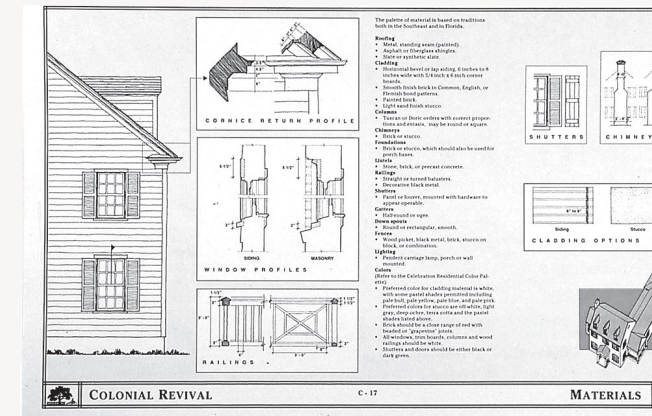 The palette of material is based on traditions
both in the Southeast and in Florida.
Roofing
• Metal, standing seam (painted).
• Asphalt or fiberglass shingles.
• Slate or synthetic slate.
Cladding
• Horizontal bevel or lap siding, 6 inches to 8
inches wide with 5/4 inch x 6 inch corner
boards.
• Smooth finish brick in Common, English, or
Flemish bond patterns.
• Painted brick.
• Light sand finish stucco.
Columns
• Tuscan or Doric orders with correct propor-
tions and entasis, may be round or square.
Chimneys
• Brick or stucco.
Foundations
• Brick or stucco, which should also be used for
porch bases.
Lintels
• Stone, brick, or precast concrete.
Railings
• Straight or turned balusters.
• Decorative black metal.
Shutters
• Panel or louver, mounted with hardware to
appear operable.
Gutters
• Half-round or ogee.
Down spouts
• Round or rectangular, smooth.
Fences
• Wood picket, black metal, brick, stucco on
block, or combination.
Lighting
• Pendent carriage lamp, porch or wall
mounted.
Colors
(Refer to the Celebration Residential Color Pal-
ette)
• Preferred color for cladding material is white,
with some pastel shades permitted including
pale buff, pale yellow, pale blue, and pale pink.
• Preferred colors for stucco are off-white, light
gray, deep ochre, terra cotta and the pastel
shades listed above.
• Brick should be a close range of red with
beaded or "grapevine" joints.
• All windows, trim boards, columns and wood
railings should be white.
• Shutters and doors should be either black or
dark green.
CORNICE RETURN PROFILE
5 1/2"
5 1/2"
2"
2"
SIDING
MASONRY
WINDOW PROFILES
RAILINGS
SHUTTERS
CHIMNEY
6" to 8"
Siding
Stucco
CLADDING OPTIONS
COLONIAL REVIVAL
C - 17
MATERIALS